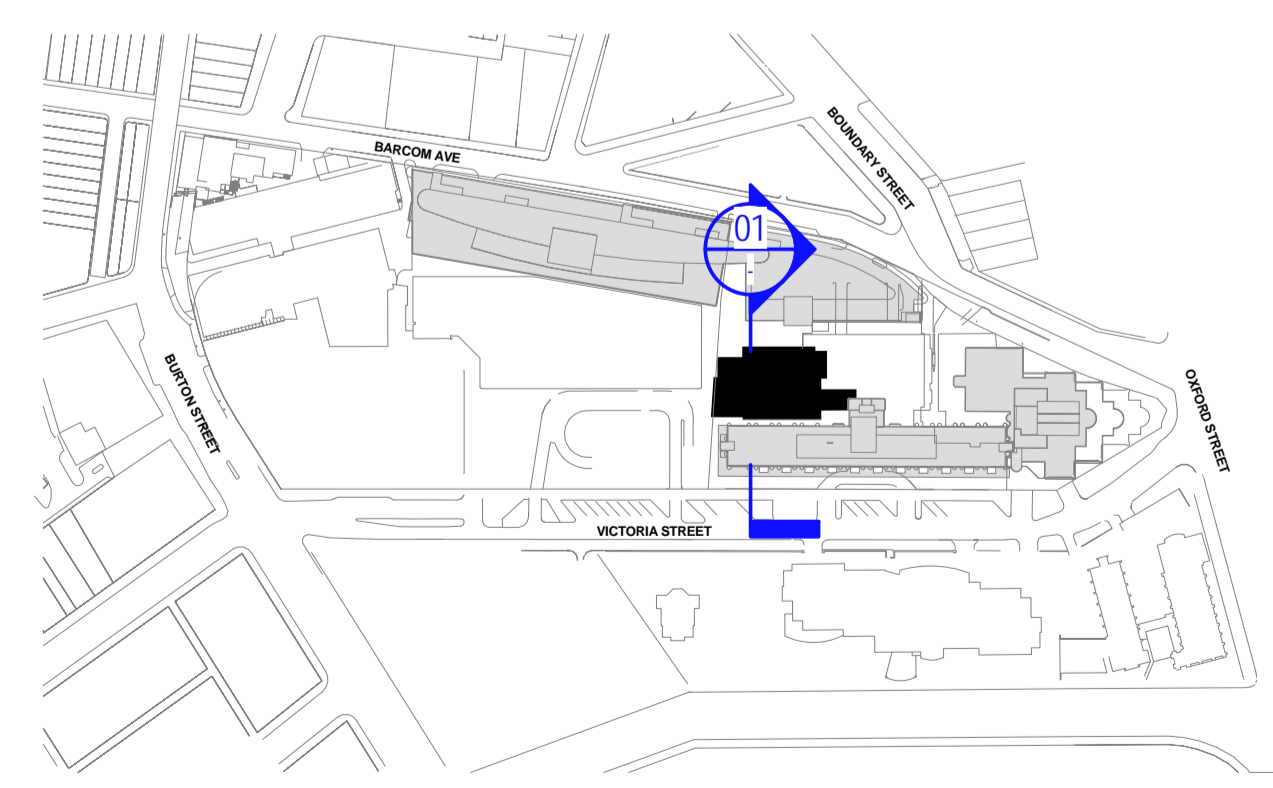 BARCOM AVE
BOUNDARY STREET
01
-
BURTON STREET
OXFORD STREET
VICTORIA STREET